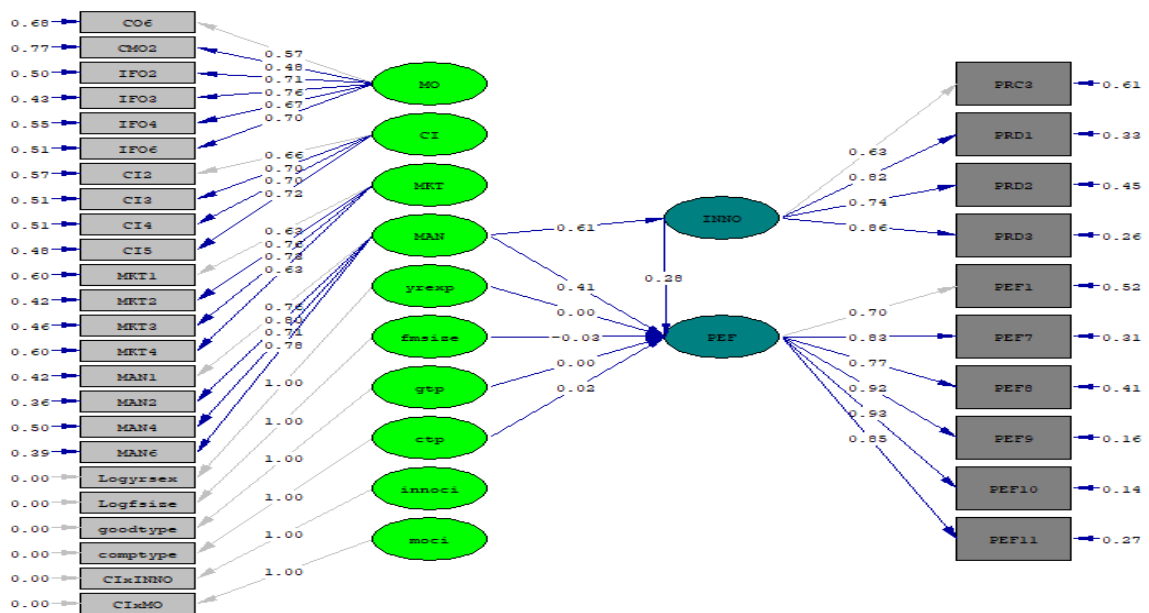 0.68 CO6
0.77 CMO2
0.50 IFO2
0.43 IFO3
0.55 IFO4
0.51 IFO6
0.57 CI2
0.51 CI3
0.51 CI4
0.48 CI5
0.60 MKT1
0.42 MKT2
0.46 MKT3
0.60 MKT4
0.42 MAN1
0.36 MAN2
0.50 MAN4
0.39 MAN6
0.00 Logyrsex
0.00 Logfsize
0.00 goodtype
0.00 comptype
0.00 CIxINNO
0.00 CIxMO
0.57
0.48
0.71
0.76
0.67
0.70
0.66
0.70
0.72
0.63
0.76
0.63
0.76
0.80
0.71
0.78
1.00
1.00
1.00
1.00
1.00
1.00
MO
CI
MKT
MAN
yrexp
fmsize
gtp
ctp
innoci
moci
0.61
0.41
0.00
-0.03
0.00
0.02
0.28
INNO
PEF
0.63
0.82
0.74
0.86
0.70
0.83
0.77
0.92
0.93
0.85
PRC3 0.61
PRD1 0.33
PRD2 0.45
PRD3 0.26
PEF1 0.52
PEF7 0.31
PEF8 0.41
PEF9 0.16
PEF10 0.14
PEF11 0.27